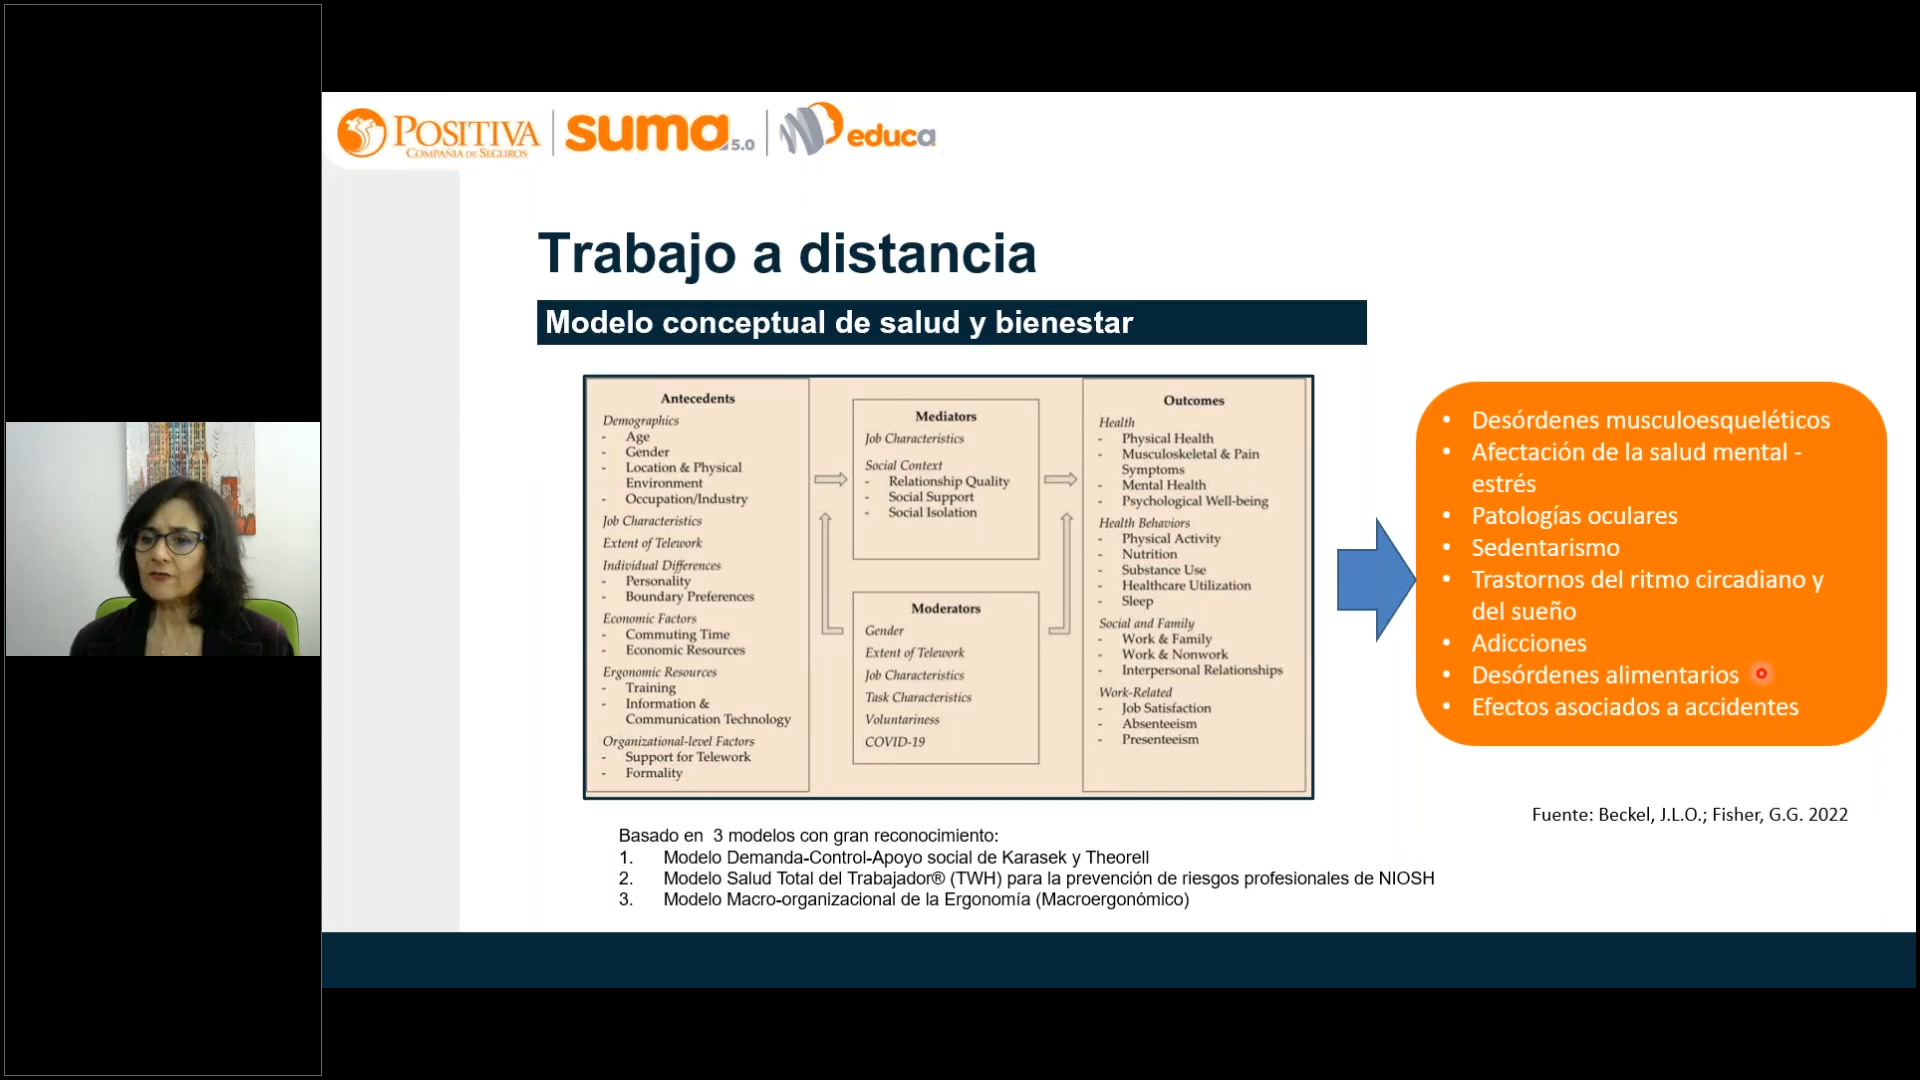 POSITIVA
COMPAÑIA DE SEGUROS
suma 5.0
educa
Trabajo a distancia
Modelo conceptual de salud y bienestar
Antecedents
Demographics
- Age
- Gender
- Location & Physical
Environment
- Occupation/Industry
Job Characteristics
Extent of Telework
Individual Differences
- Personality
- Boundary Preferences
Economic Factors
- Commuting Time
- Economic Resources
Ergonomic Resources
- Training
- Information &
Communication Technology
Organizational-level Factors
- Support for Telework
- Formality
Mediators
Job Characteristics
Social Context
- Relationship Quality
- Social Support
- Social Isolation
Moderators
Gender
Extent of Telework
Job Characteristics
Task Characteristics
Voluntariness
COVID-19
Outcomes
Health
- Physical Health
- Musculoskeletal & Pain
Symptoms
- Mental Health
- Psychological Well-being
Health Behaviors
- Physical Activity
- Nutrition
- Substance Use
- Healthcare Utilization
- Sleep
Social and Family
- Work & Family
- Work & Nonwork
- Interpersonal Relationships
Work-Related
- Job Satisfaction
- Absenteeism
- Presenteeism
• Desórdenes musculoesqueléticos
• Afectación de la salud mental -
estrés
• Patologías oculares
• Sedentarismo
• Trastornos del ritmo circadiano y
del sueño
• Adicciones
• Desórdenes alimentarios
• Efectos asociados a accidentes
Fuente: Beckel, J.L.O.; Fisher, G.G. 2022
Basado en 3 modelos con gran reconocimiento:
1. Modelo Demanda-Control-Apoyo social de Karasek y Theorell
2. Modelo Salud Total del Trabajador® (TWH) para la prevención de riesgos profesionales de NIOSH
3. Modelo Macro-organizacional de la Ergonomía (Macroergonómico)